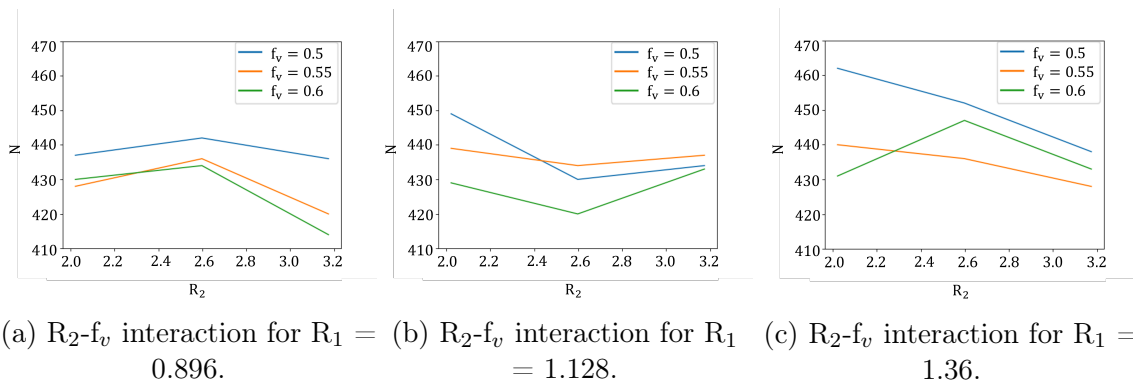 470
460
450
440
430
420
410
N
2.0 2.2 2.4 2.6 2.8 3.0 3.2
R₂
fᵥ = 0.5
fᵥ = 0.55
fᵥ = 0.6
470
460
450
440
430
420
410
N
2.0 2.2 2.4 2.6 2.8 3.0 3.2
R₂
fᵥ = 0.5
fᵥ = 0.55
fᵥ = 0.6
470
460
450
440
430
420
410
N
2.0 2.2 2.4 2.6 2.8 3.0 3.2
R₂
fᵥ = 0.5
fᵥ = 0.55
fᵥ = 0.6
(a) R₂-fᵥ interaction for R₁ =
0.896.
(b) R₂-fᵥ interaction for R₁
= 1.128.
(c) R₂-fᵥ interaction for R₁ =
1.36.